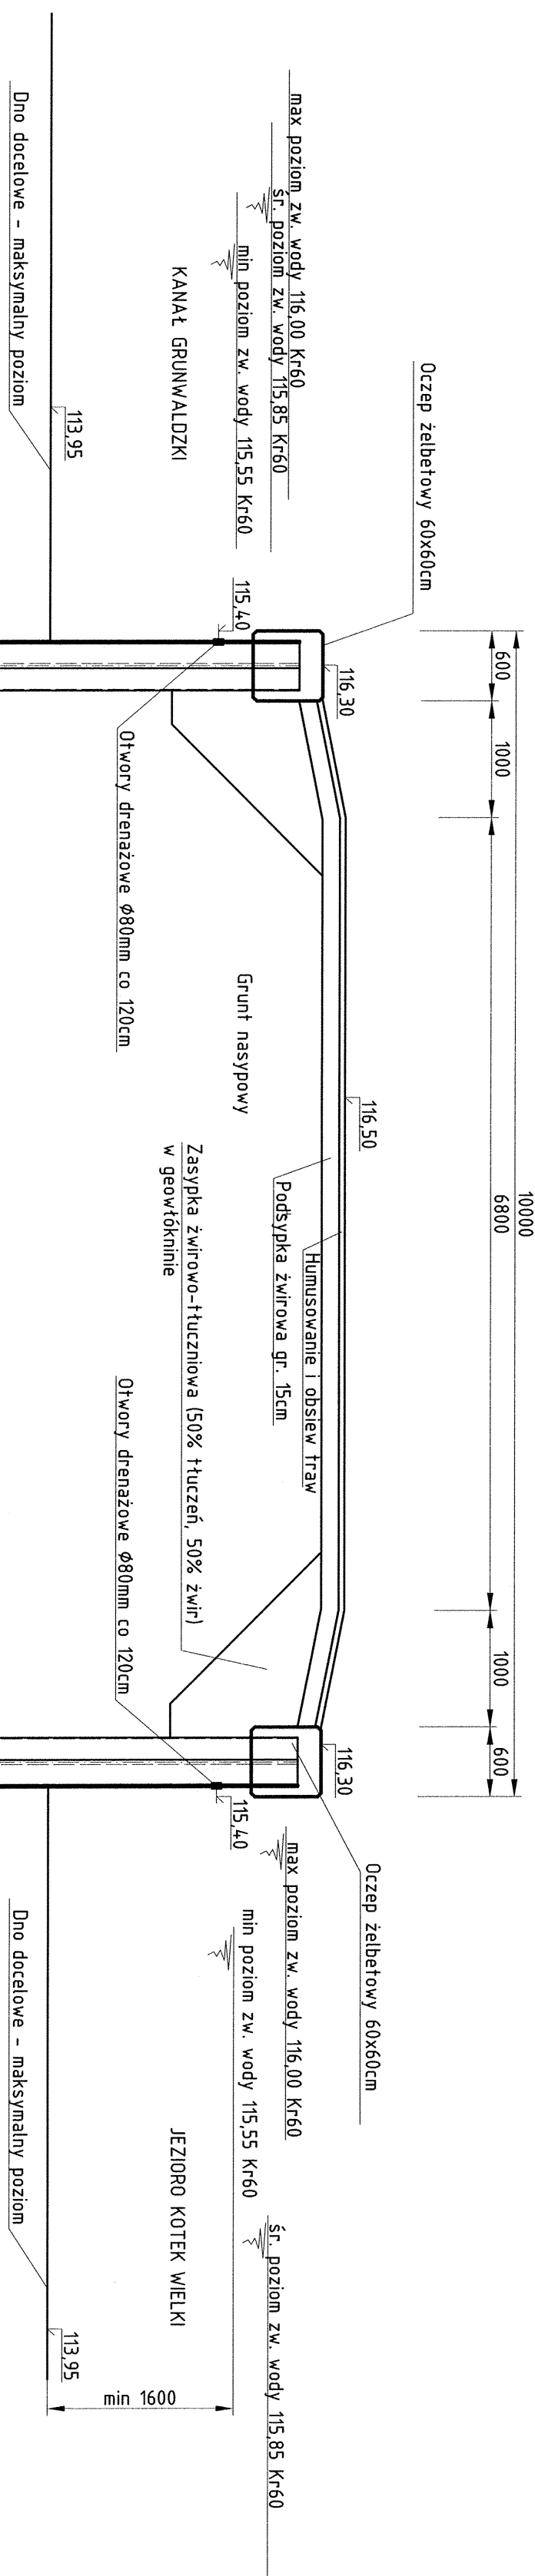 10000
600
1000
6800
1000
600
Oczep żelbetowy 60x60cm
116,30
116,50
116,30
Oczep żelbetowy 60x60cm
max poziom zw. wody 116,00 Kr60
śr. poziom zw. wody 115,85 Kr60
min poziom zw. wody 115,55 Kr60
KANAŁ GRUNWALDZKI
115,40
Otwory drenażowe Ø80mm co 120cm
113,95
Dno docelowe - maksymalny poziom
Humusowanie i obsiew traw
Podsypka żwirowa gr. 15cm
Grunt nasypowy
Zasypka żwirowo-tłuczniowa (50% tłuczeń, 50% żwir)
w geowłókninie
Otwory drenażowe Ø80mm co 120cm
115,40
max poziom zw. wody 116,00 Kr60
śr. poziom zw. wody 115,85 Kr60
min poziom zw. wody 115,55 Kr60
JEZIORO KOTEK WIELKI
113,95
min 1600
Dno docelowe - maksymalny poziom